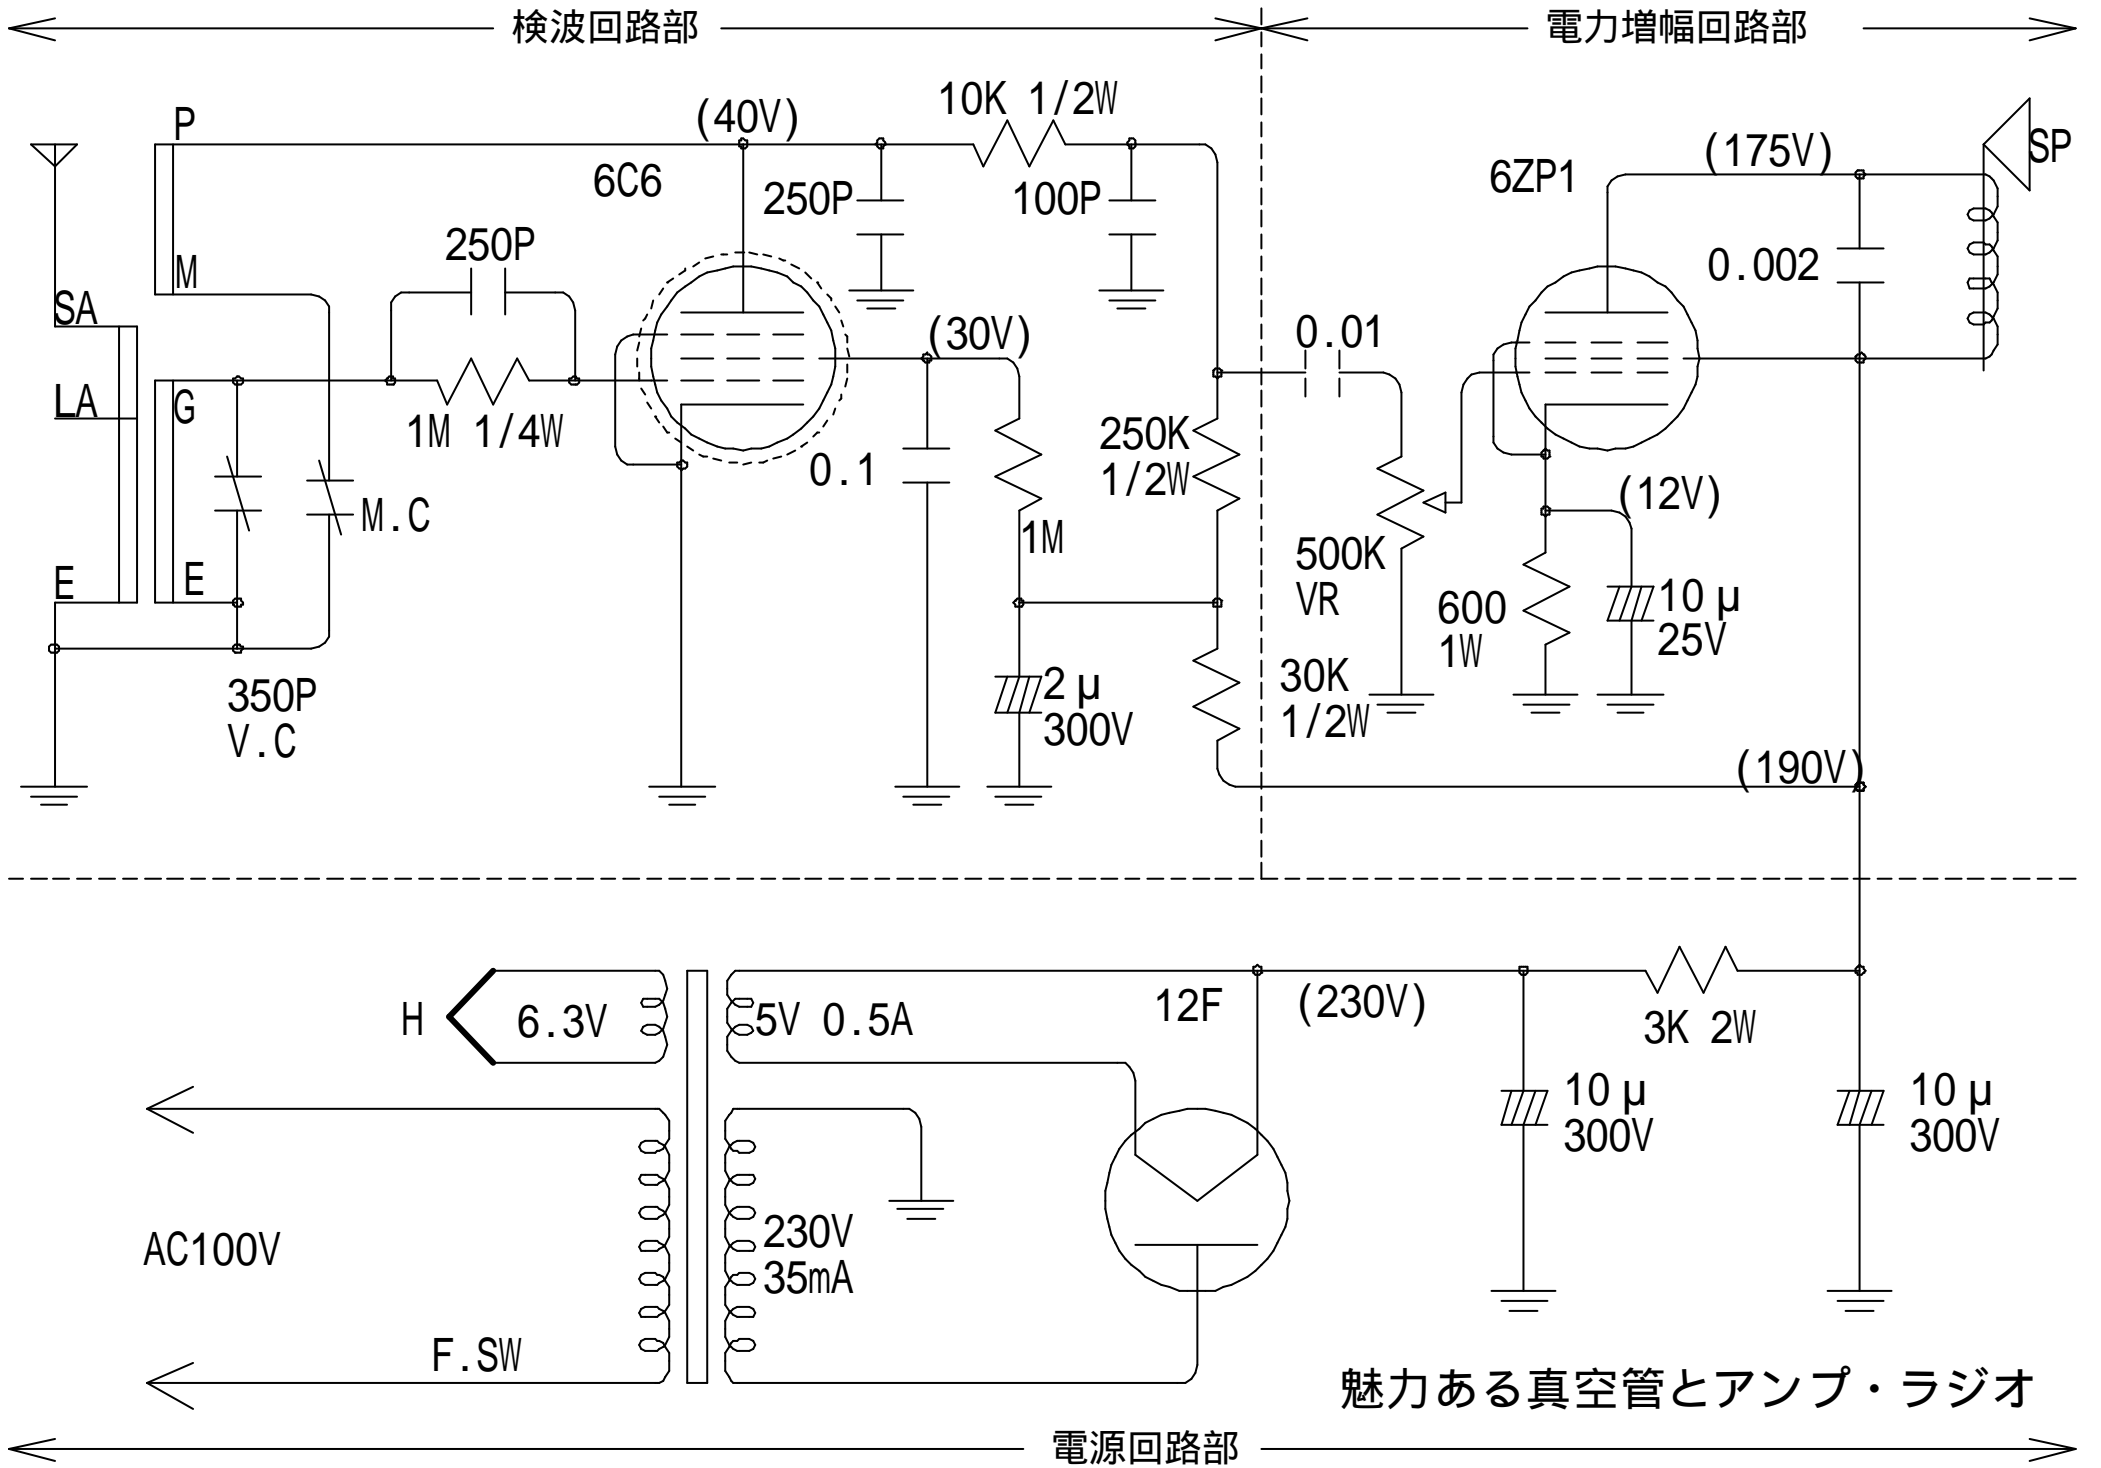 検波回路部
電力増幅回路部
P
(40V)
10K 1/2W
6C6
250P
100P
(175V)
SP
6ZP1
250P
M
0.002
SA
(30V)
0.01
LA
G
1M 1/4W
250K
1/2W
0.1
M.C
(12V)
1M
500K
VR
E
E
600
1W
10μ
25V
350P
V.C
2μ
300V
30K
1/2W
(190V)
H
6.3V
5V 0.5A
12F
(230V)
3K 2W
10μ
300V
10μ
300V
AC100V
230V
35mA
F.SW
魅力ある真空管とアンプ・ラジオ
電源回路部